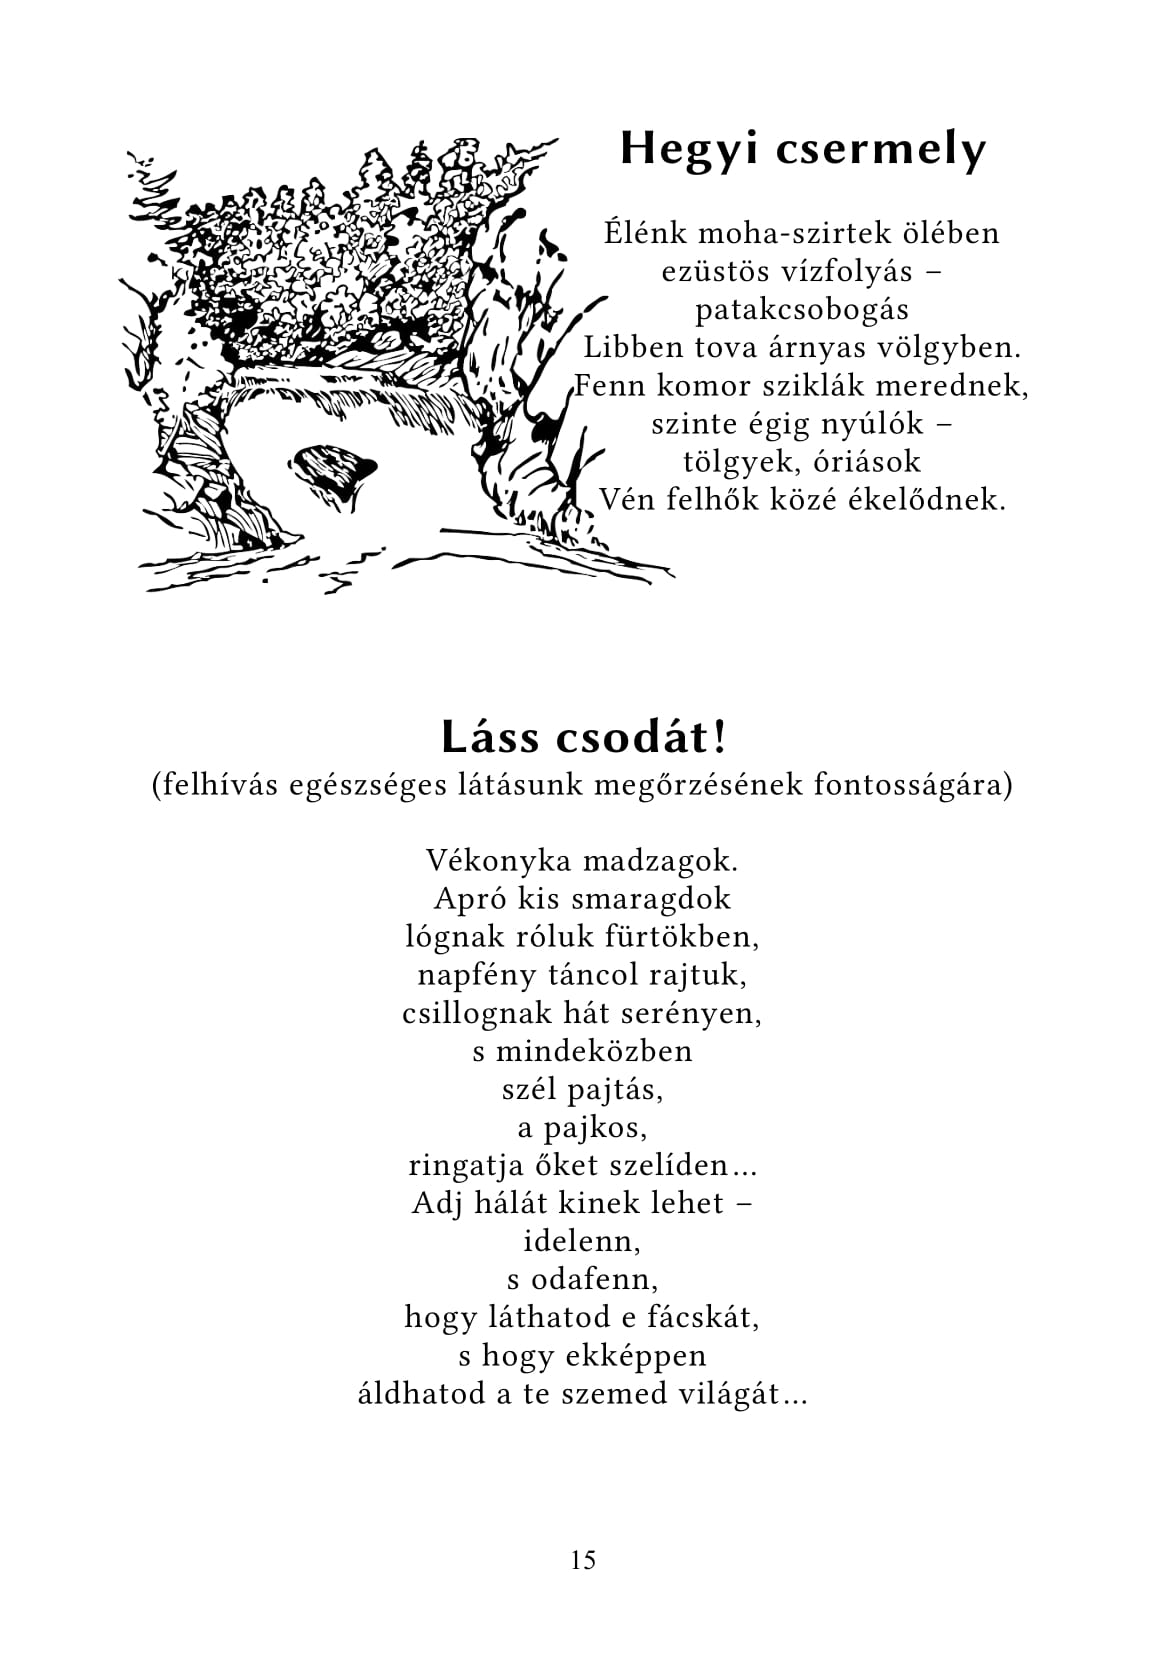 Hegyi csermely
Élénk moha-szirtek ölében
ezüstös vízfolyás –
patakcsobogás
Libben tova árnyas völgyben.
Fenn komor sziklák merednek,
szinte égig nyúlók –
tölgyek, óriások
Vén felhők közé ékelődnek.
Láss csodát!
(felhívás egészséges látásunk megőrzésének fontosságára)
Vékonyka madzagok.
Apró kis smaragdok
lógnak róluk fürtökben,
napfény táncol rajtuk,
csillognak hát serényen,
s mindeközben
szél pajtás,
a pajkos,
ringatja őket szelíden…
Adj hálát kinek lehet –
idelenn,
s odafenn,
hogy láthatod e fácskát,
s hogy ekképpen
áldhatod a te szemed világát…
15